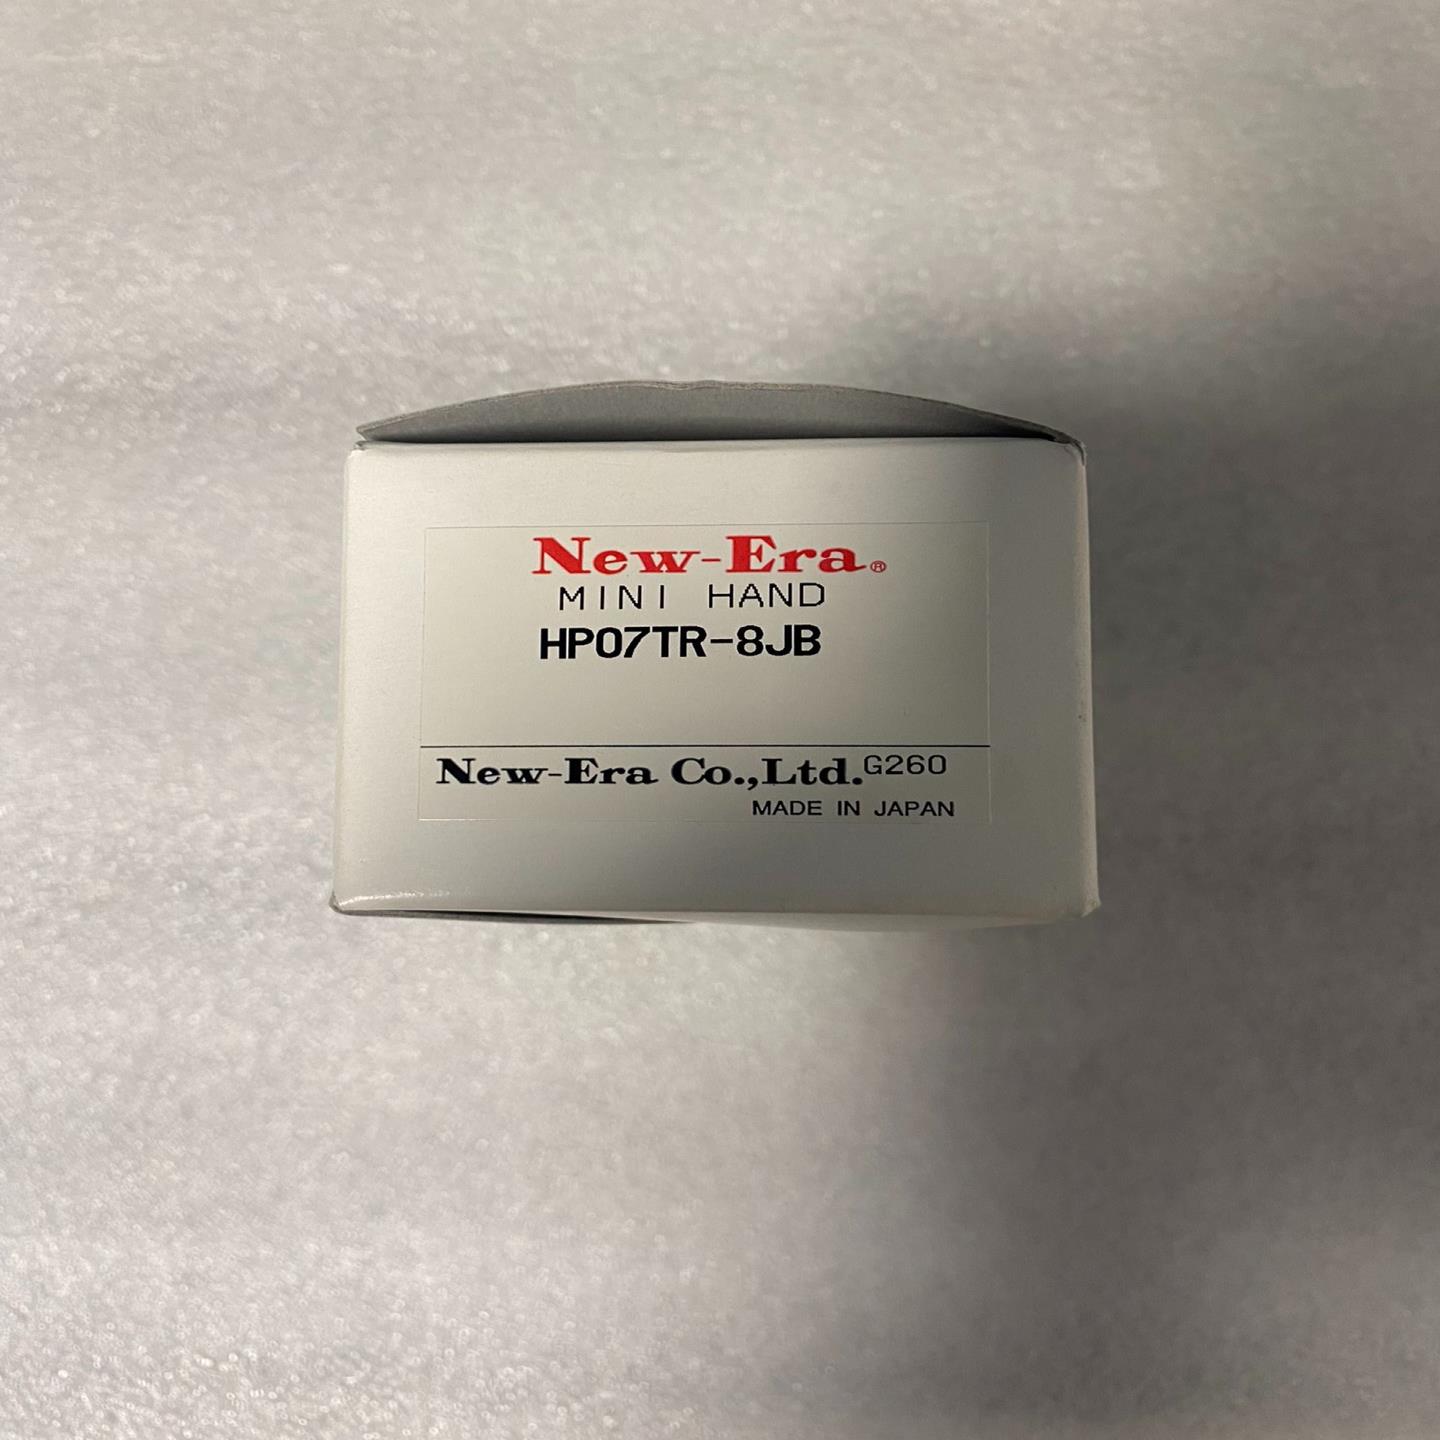 New-Era®
MINI HAND
HP07TR-8JB
New-Era Co.,Ltd. G260
MADE IN JAPAN